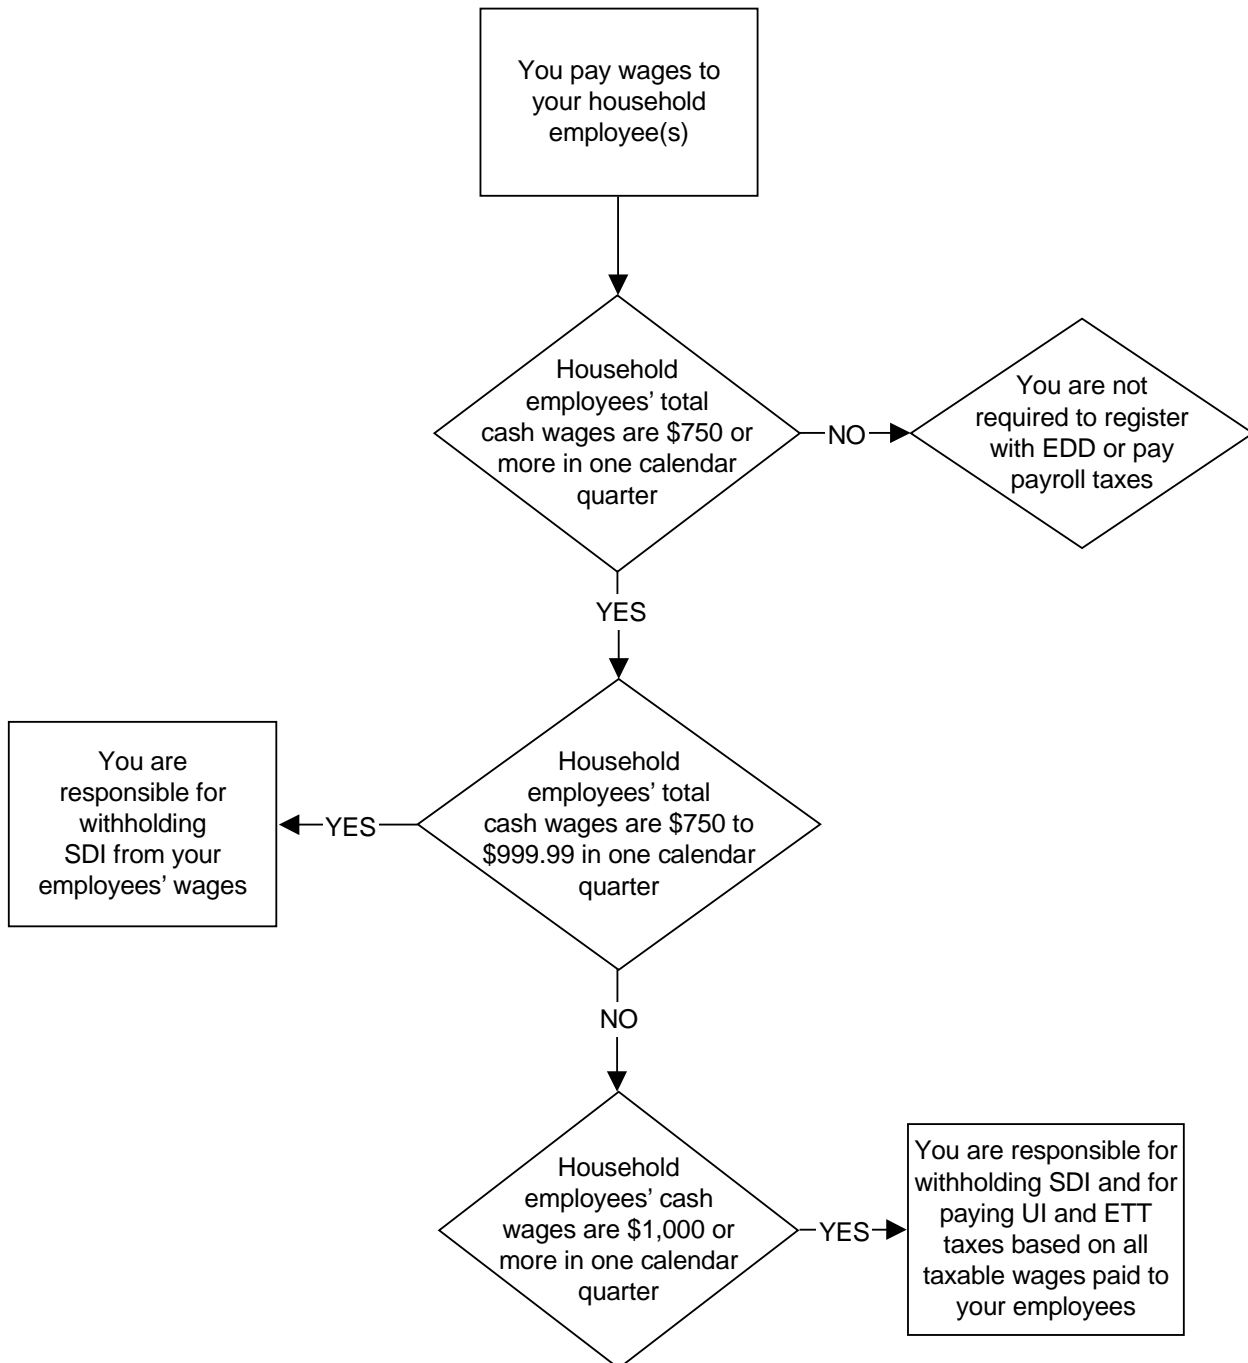 You pay wages to
your household
employee(s)
Household
employees’ total
cash wages are $750 or
more in one calendar
quarter
NO
You are not
required to register
with EDD or pay
payroll taxes
YES
Household
employees’ total
cash wages are $750 to
$999.99 in one calendar
quarter
YES
You are
responsible for
withholding
SDI from your
employees’ wages
NO
Household
employees’ cash
wages are $1,000 or
more in one calendar
quarter
YES
You are responsible for
withholding SDI and for
paying UI and ETT
taxes based on all
taxable wages paid to
your employees